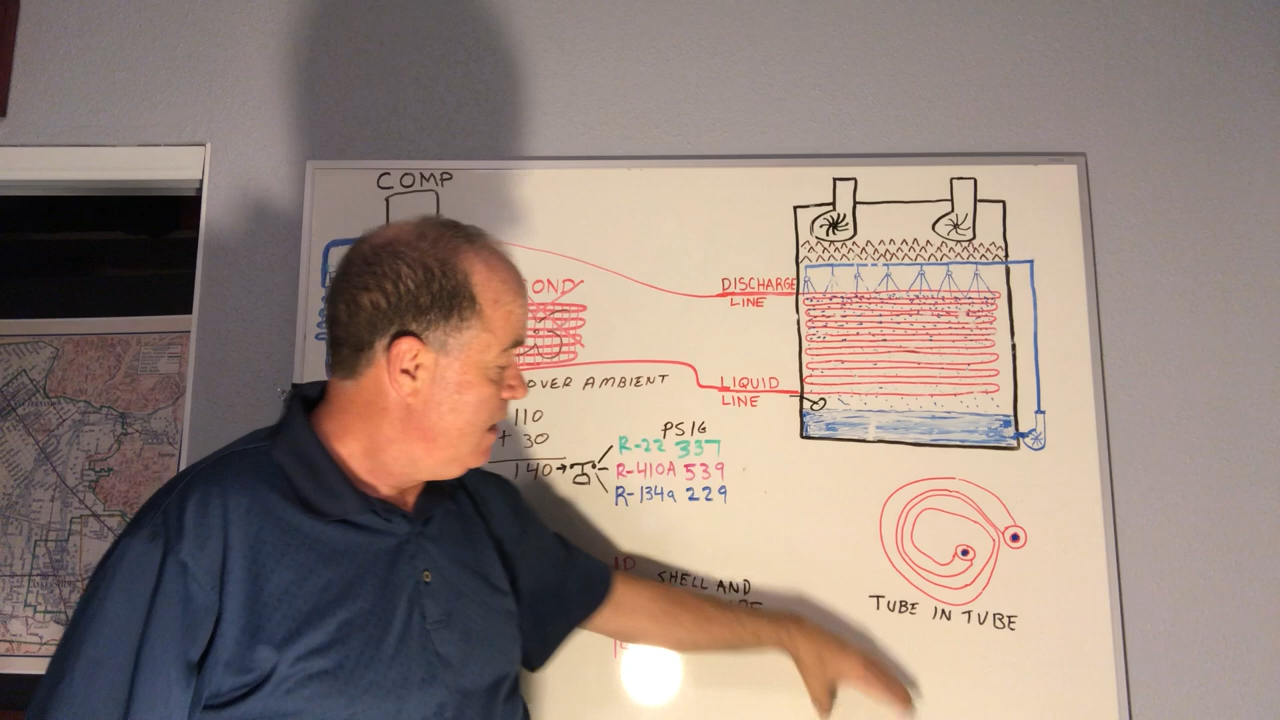 COMP
DISCHARGE
LINE
OND
OVER AMBIENT
LIQUID
LINE
110
+ 30
140
PSIG
R-22 337
R-410A 539
R-134a 229
SHELL AND
TUBE IN TUBE